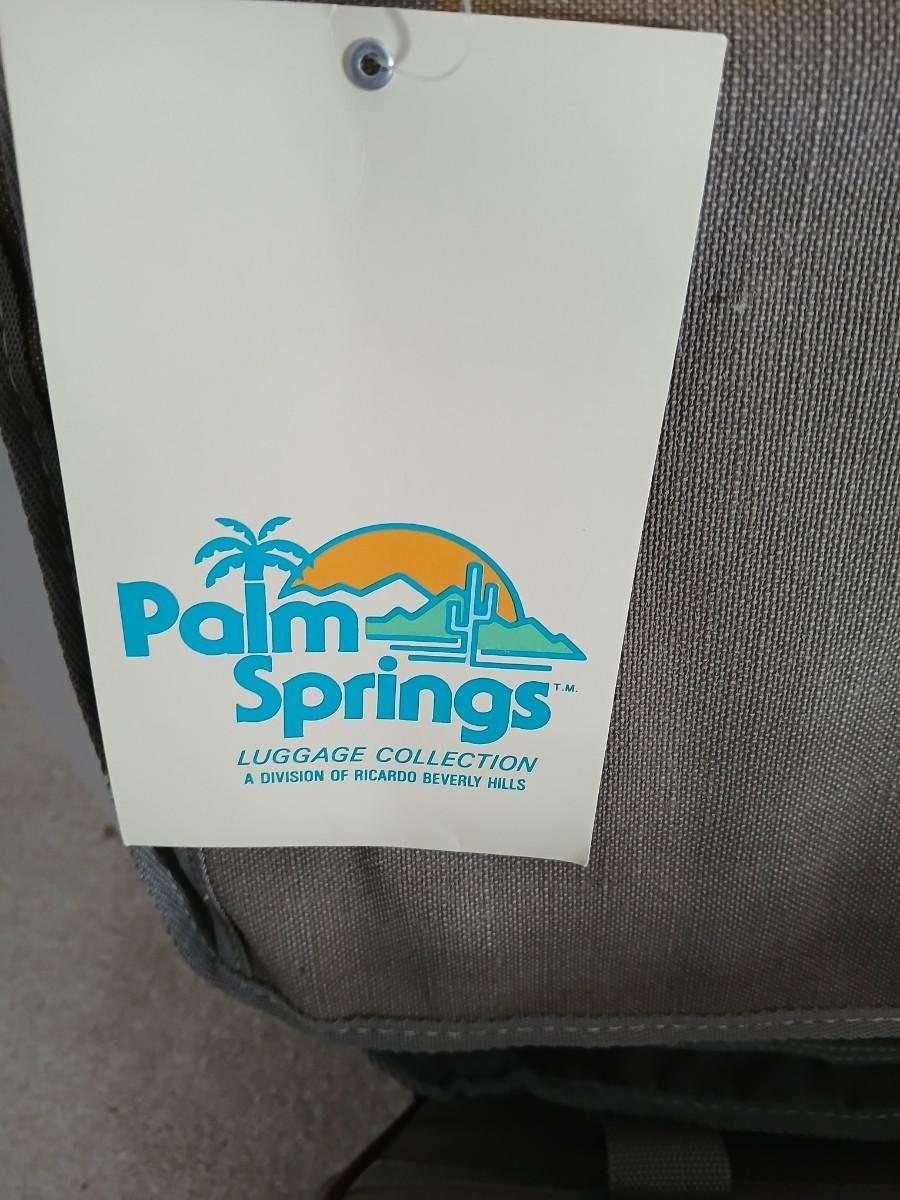 Palm
Springs T.M.
LUGGAGE COLLECTION
A DIVISION OF RICARDO BEVERLY HILLS